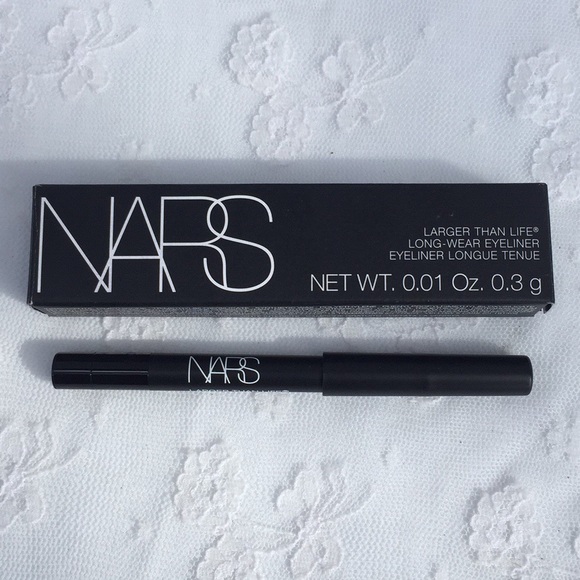 NARS
LARGER THAN LIFE®
LONG-WEAR EYELINER
EYELINER LONGUE TENUE
NET WT. 0.01 Oz. 0.3 g
NARS